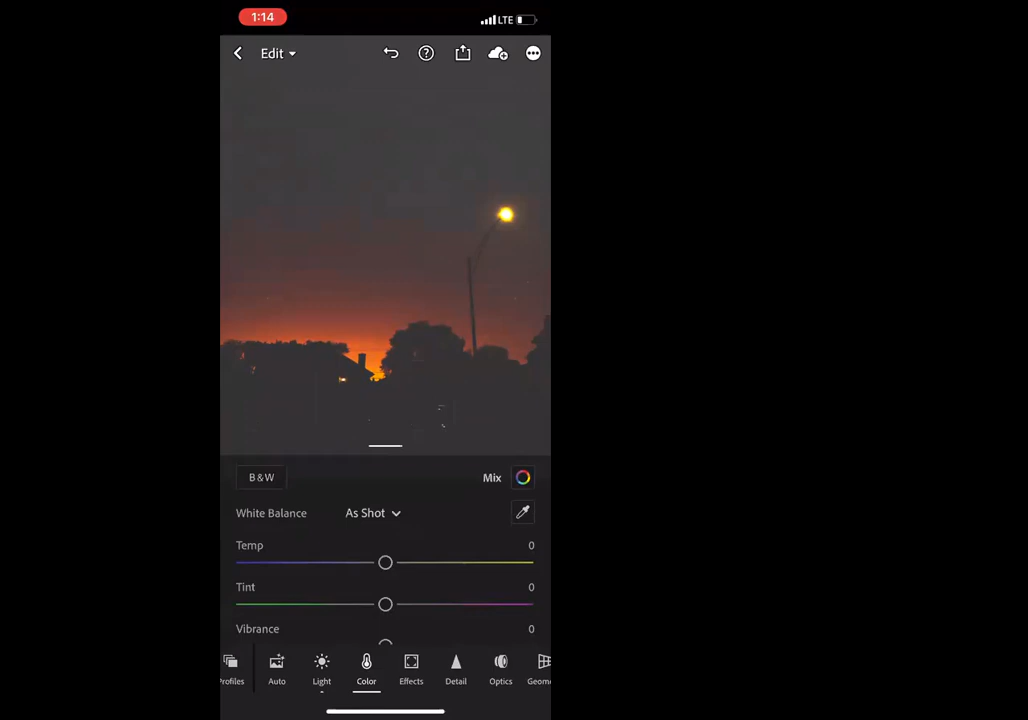 1:14
LTE
Edit
B&W
Mix
White Balance
As Shot
Temp
0
Tint
0
Vibrance
0
Profiles
Auto
Light
Color
Effects
Detail
Optics
Geom